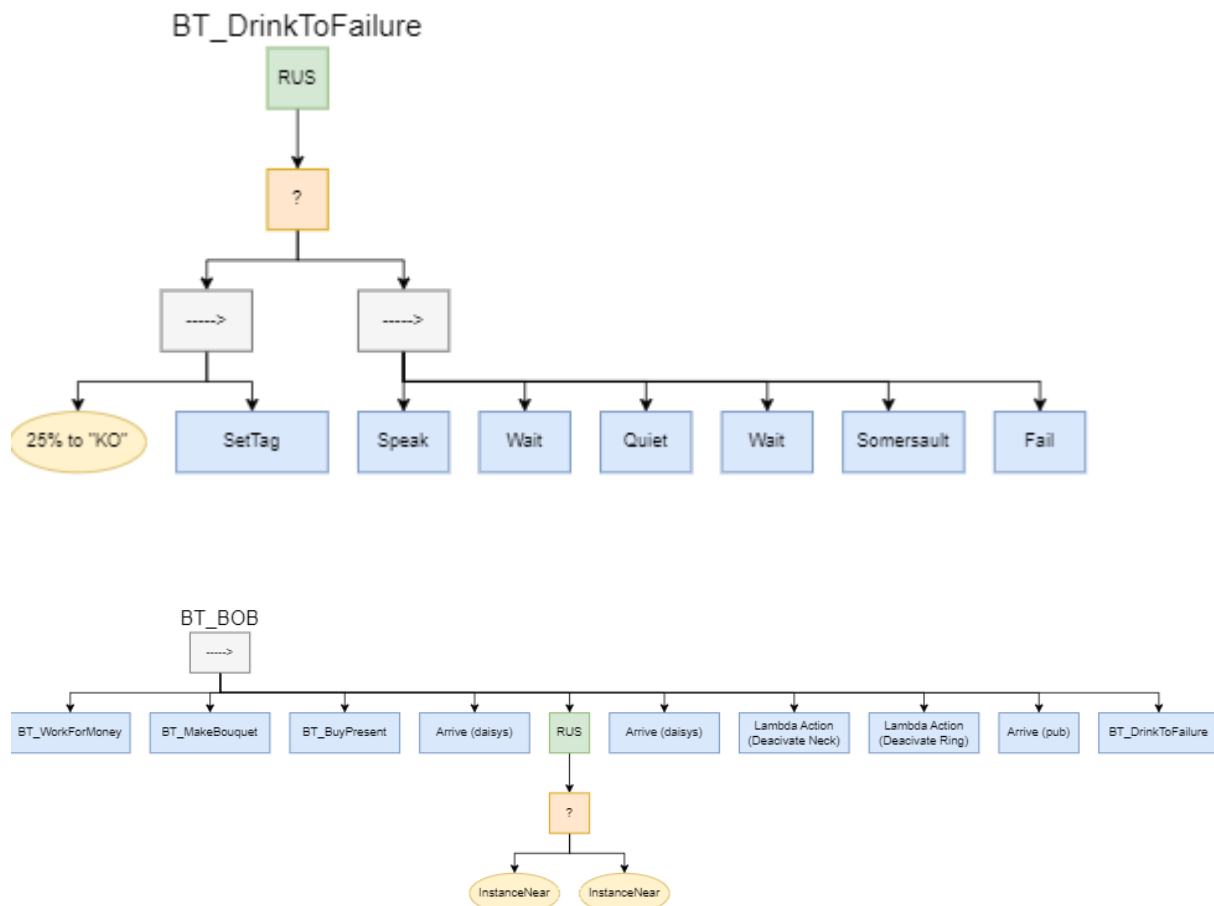 BT_DrinkToFailure
RUS
?
----->
----->
25% to "KO"
SetTag
Speak
Wait
Quiet
Wait
Somersault
Fail
BT_BOB
----->
BT_WorkForMoney
BT_MakeBouquet
BT_BuyPresent
Arrive (daisys)
RUS
Arrive (daisys)
Lambda Action
(Deacivate Neck)
Lambda Action
(Deacivate Ring)
Arrive (pub)
BT_DrinkToFailure
?
InstanceNear
InstanceNear